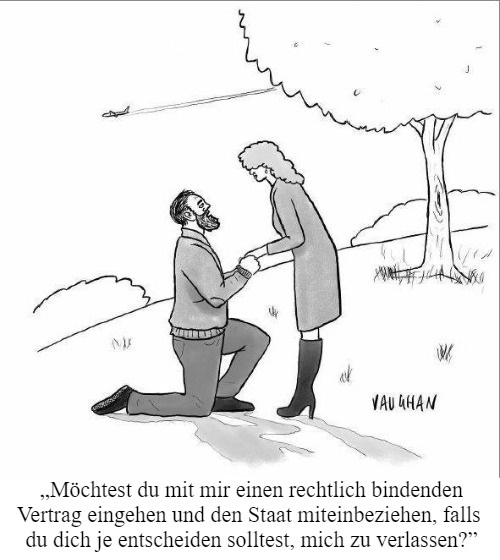 VAUGHAN
„Möchtest du mit mir einen rechtlich bindenden
Vertrag eingehen und den Staat miteinbeziehen, falls
du dich je entscheiden solltest, mich zu verlassen?”